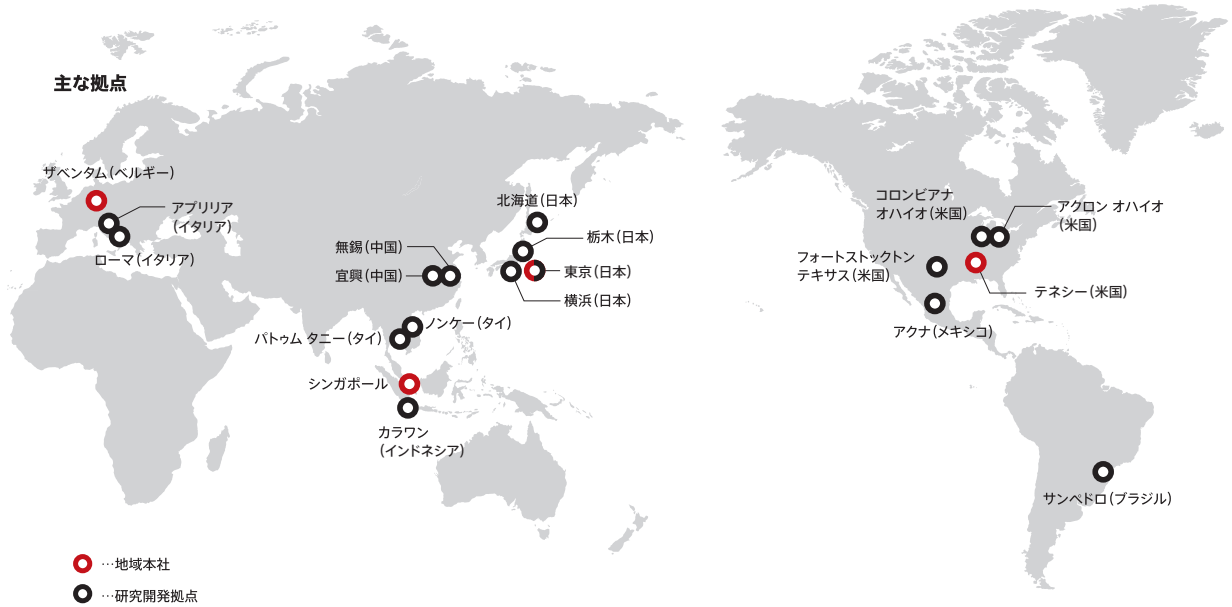 主な拠点
ザベンタム(ベルギー)
アプリリア
(イタリア)
ローマ(イタリア)
北海道(日本)
栃木(日本)
無錫(中国)
宜興(中国)
東京(日本)
横浜(日本)
ノンケー(タイ)
パトゥム タニー(タイ)
シンガポール
カラワン
(インドネシア)
コロンビアナ
オハイオ(米国)
アクロン オハイオ
(米国)
フォートストックトン
テキサス(米国)
テネシー(米国)
アクナ(メキシコ)
サンペドロ(ブラジル)
…地域本社
…研究開発拠点